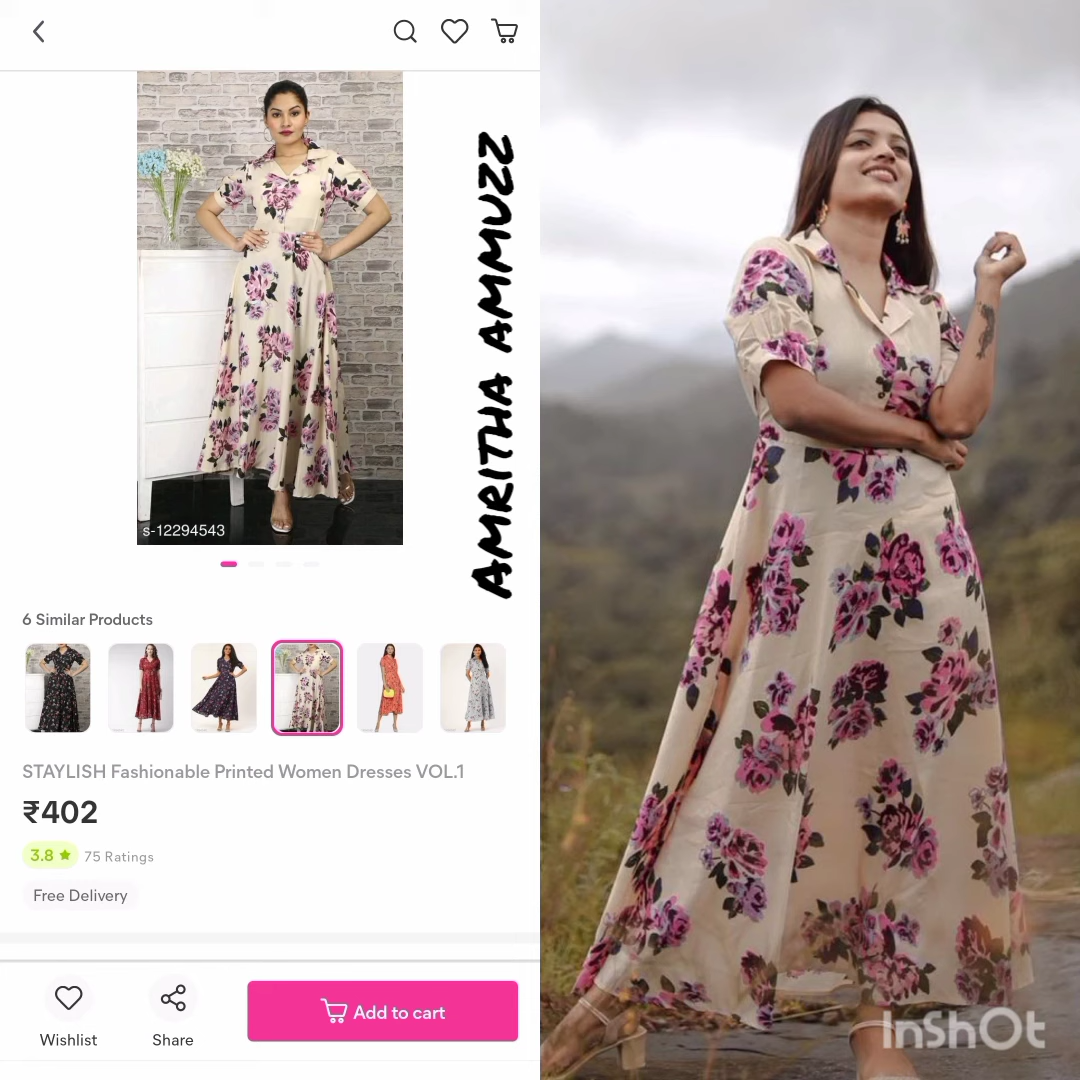 AMRITHA AMMUZZ
s-12294543
6 Similar Products
STAYLISH Fashionable Printed Women Dresses VOL.1
₹402
3.8 ★ 75 Ratings
Free Delivery
Wishlist
Share
Add to cart
InShOt